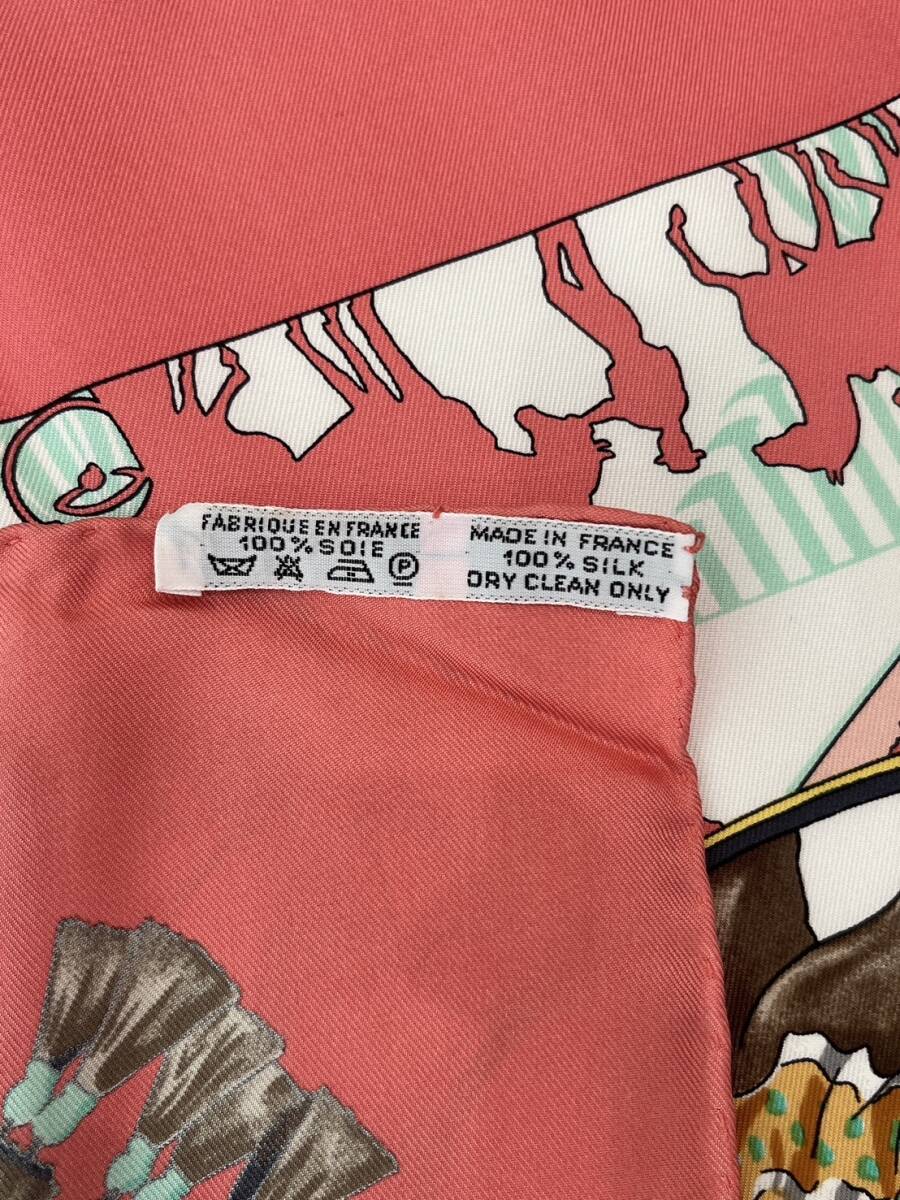 FABRIQUE EN FRANCE
100% SOIE
P
MADE IN FRANCE
100% SILK
DRY CLEAN ONLY